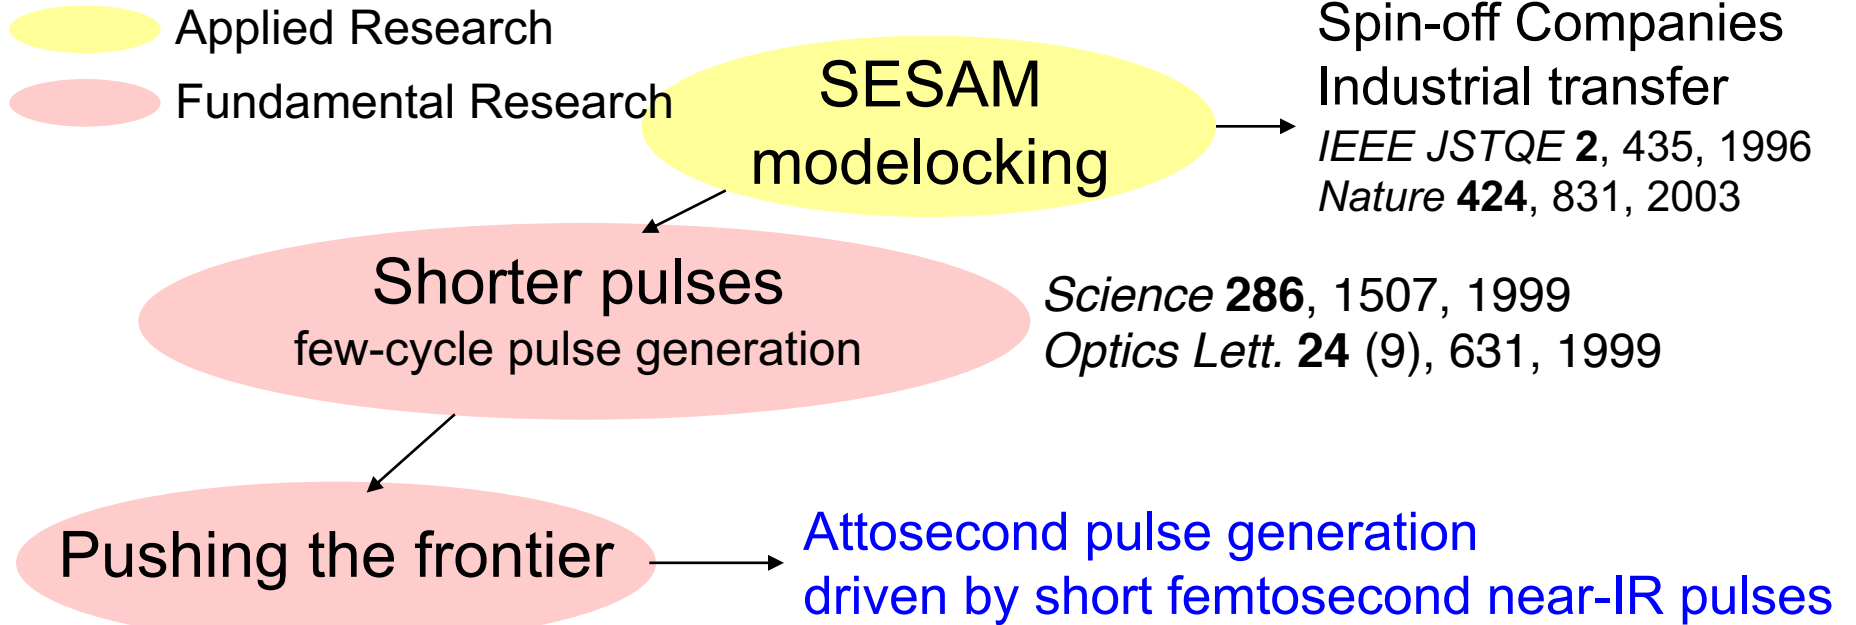 Applied Research
Fundamental Research
SESAM
modelocking
Spin-off Companies
Industrial transfer
IEEE JSTQE 2, 435, 1996
Nature 424, 831, 2003
Shorter pulses
few-cycle pulse generation
Science 286, 1507, 1999
Optics Lett. 24 (9), 631, 1999
Pushing the frontier
Attosecond pulse generation
driven by short femtosecond near-IR pulses